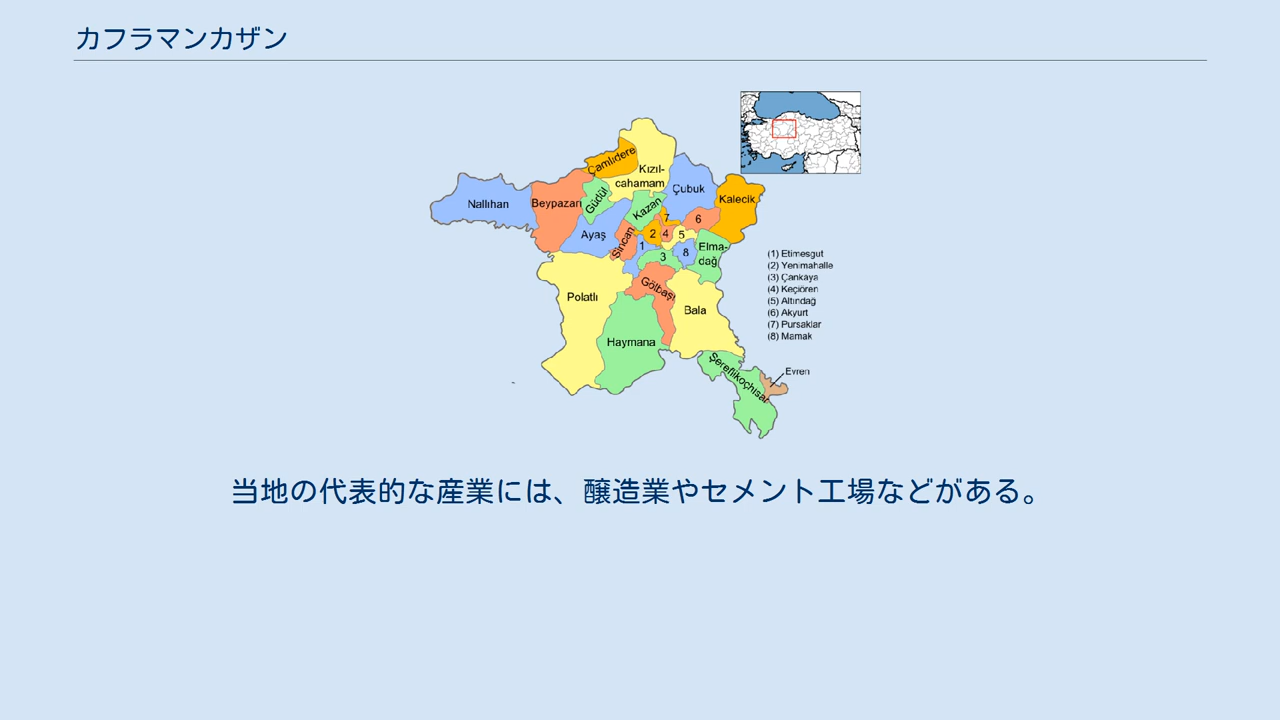 カフラマンカザン
Çamlıdere
Kızıl-
cahamam
Çubuk
Kalecik
Nallıhan
Beypazarı
Güdül
Kazan
7
6
Ayaş
Sincan
1
2
4
5
3
8
Elma-
dağ
Polatlı
Gölbaşı
Bala
Haymana
Şereflikoçhisar
Evren
(1) Etimesgut
(2) Yenimahalle
(3) Çankaya
(4) Keçiören
(5) Altındağ
(6) Akyurt
(7) Pursaklar
(8) Mamak
当地の代表的な産業には、醸造業やセメント工場などがある。